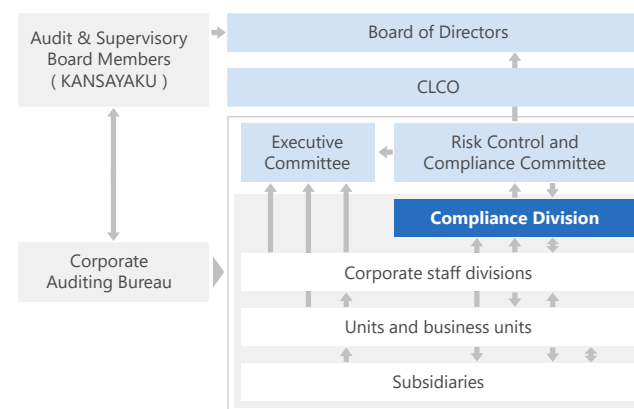 Audit & Supervisory
Board Members
( KANSAYAKU )
Board of Directors
CLCO
Executive
Committee
Risk Control and
Compliance Committee
Compliance Division
Corporate
Auditing Bureau
Corporate staff divisions
Units and business units
Subsidiaries